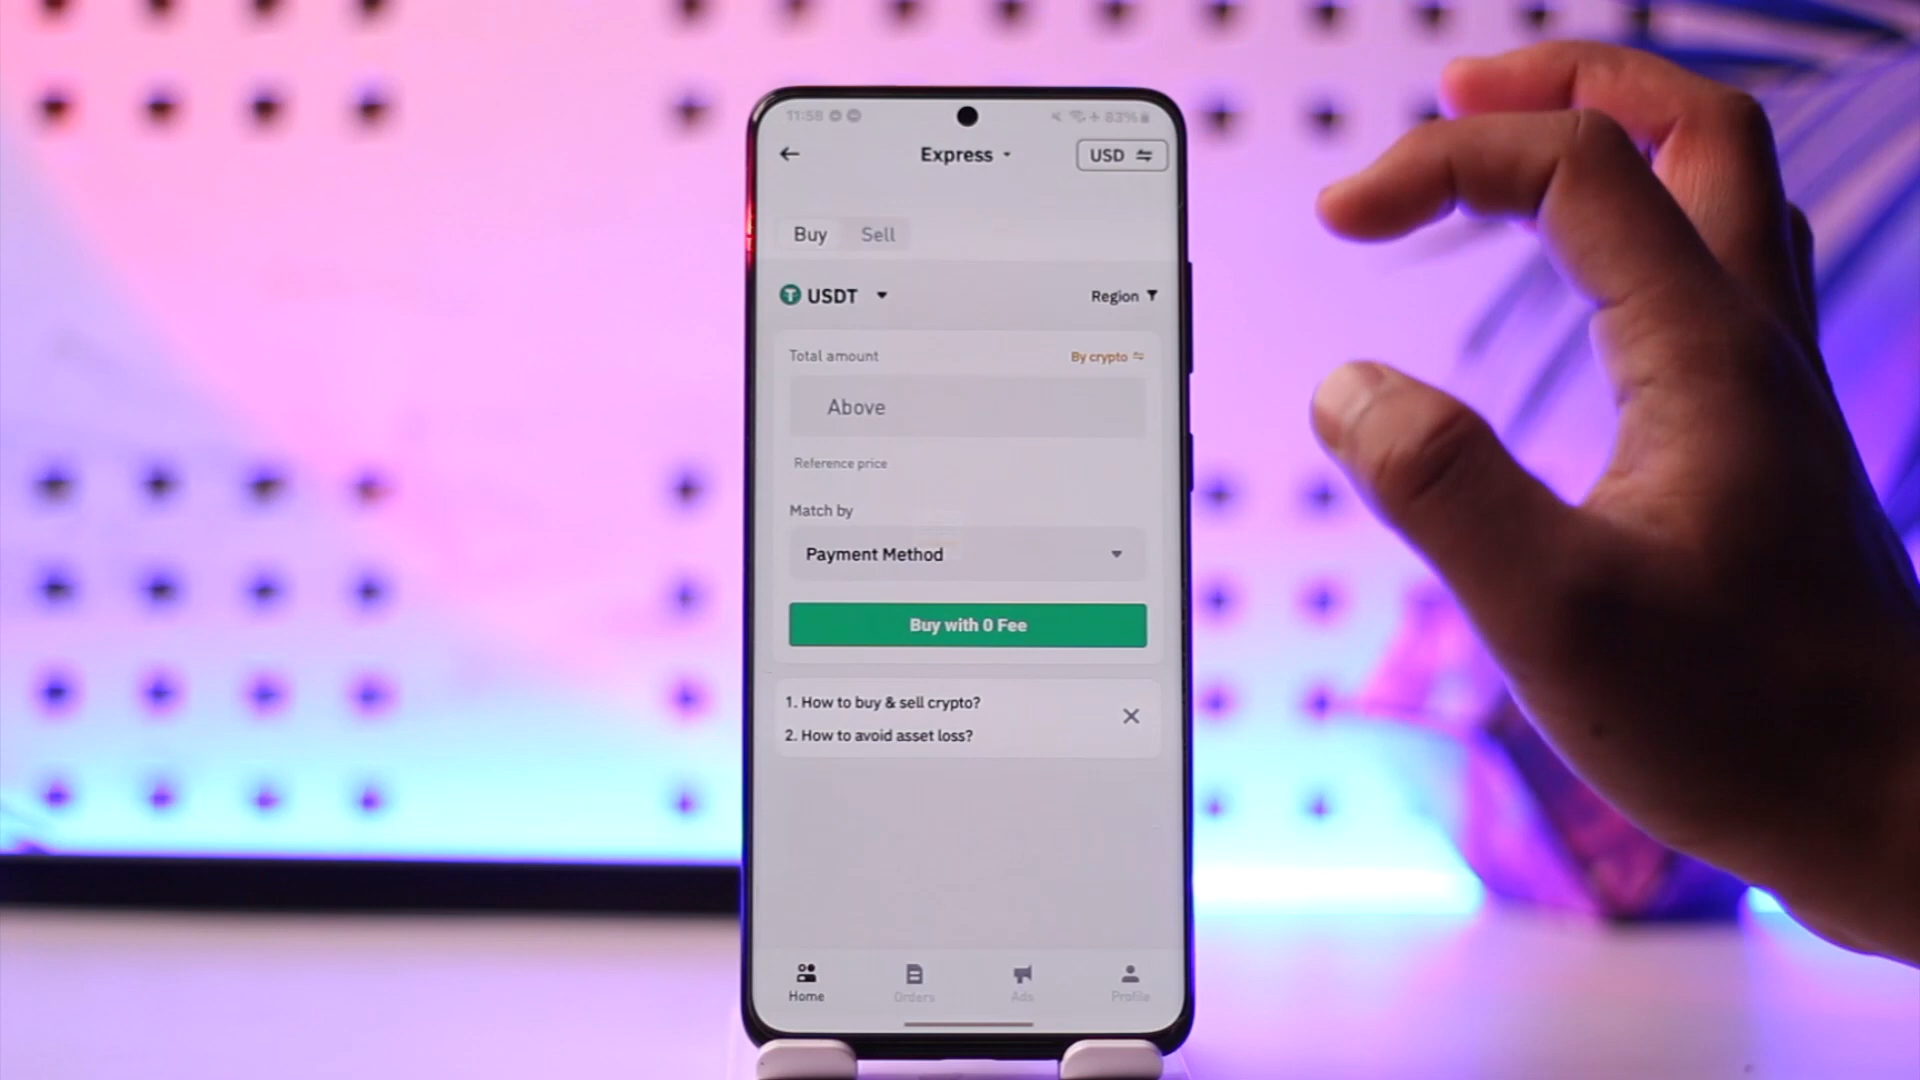 11:58
83%
Express
USD
Buy Sell
USDT
Region
Total amount
By crypto
Above
Reference price
Match by
Payment Method
Buy with 0 Fee
1. How to buy & sell crypto?
2. How to avoid asset loss?
Home Orders Ads Profile